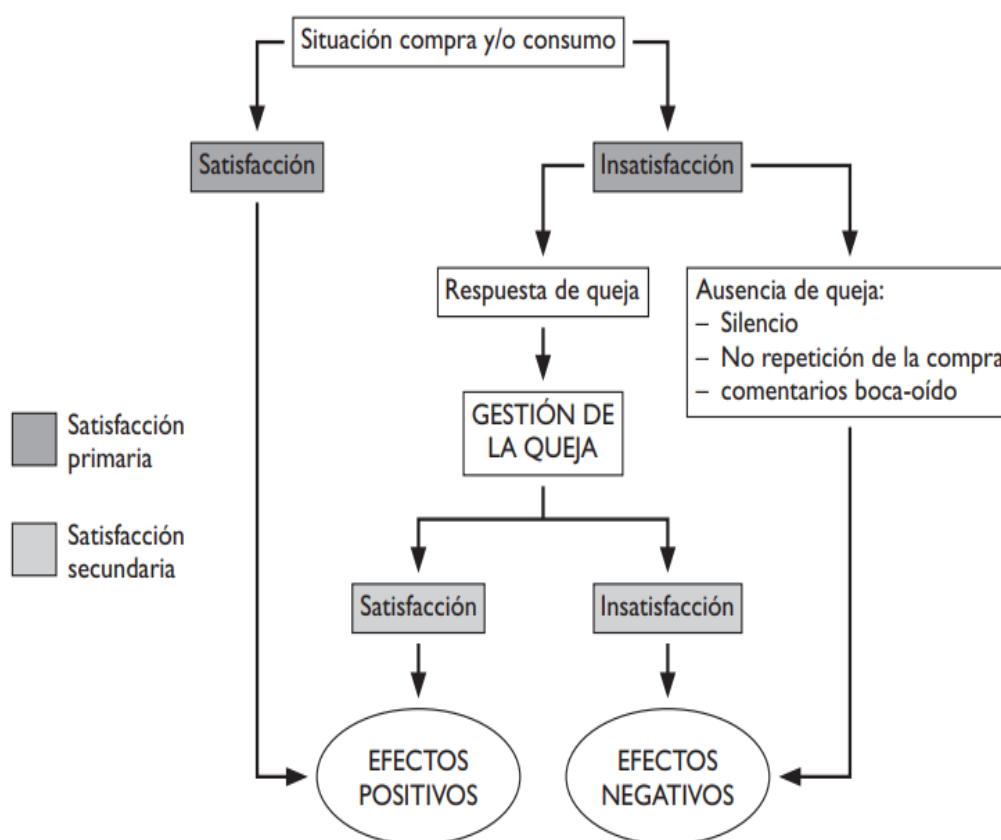 Situación compra y/o consumo
Satisfacción
Insatisfacción
Respuesta de queja
Ausencia de queja:
– Silencio
– No repetición de la compra
– comentarios boca-oído
GESTIÓN DE
LA QUEJA
Satisfacción
primaria
Satisfacción
secundaria
Satisfacción
Insatisfacción
EFECTOS
POSITIVOS
EFECTOS
NEGATIVOS